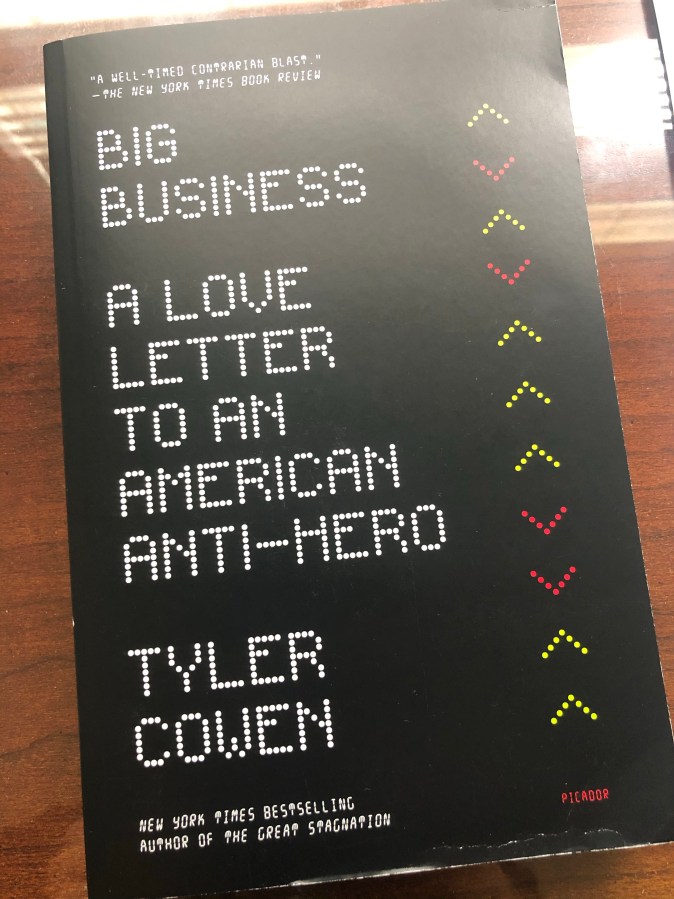 "A WELL-TIMED CONTRARIAN BLAST."
—THE NEW YORK TIMES BOOK REVIEW
BIG
BUSINESS
A LOVE
LETTER
TO AN
AMERICAN
ANTI-HERO
TYLER
COWEN
NEW YORK TIMES BESTSELLING
AUTHOR OF THE GREAT STAGNATION
PICADOR